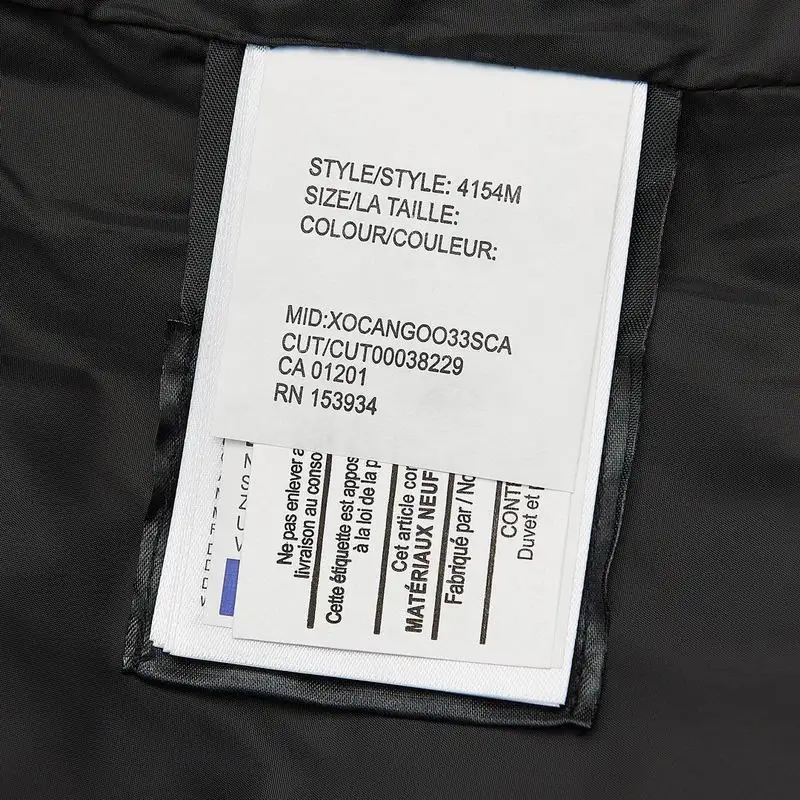 STYLE/STYLE: 4154M
SIZE/LA TAILLE:
COLOUR/COULEUR:
MID:XOCANGOO33SCA
CUT/CUT00038229
CA 01201
RN 153934
Ne pas enlever a
livraison au conso
Cette étiquette est appos
à la loi de la p
Cet article con
MATÉRIAUX NEUF
Fabriqué par / No
CONT
Duvet et